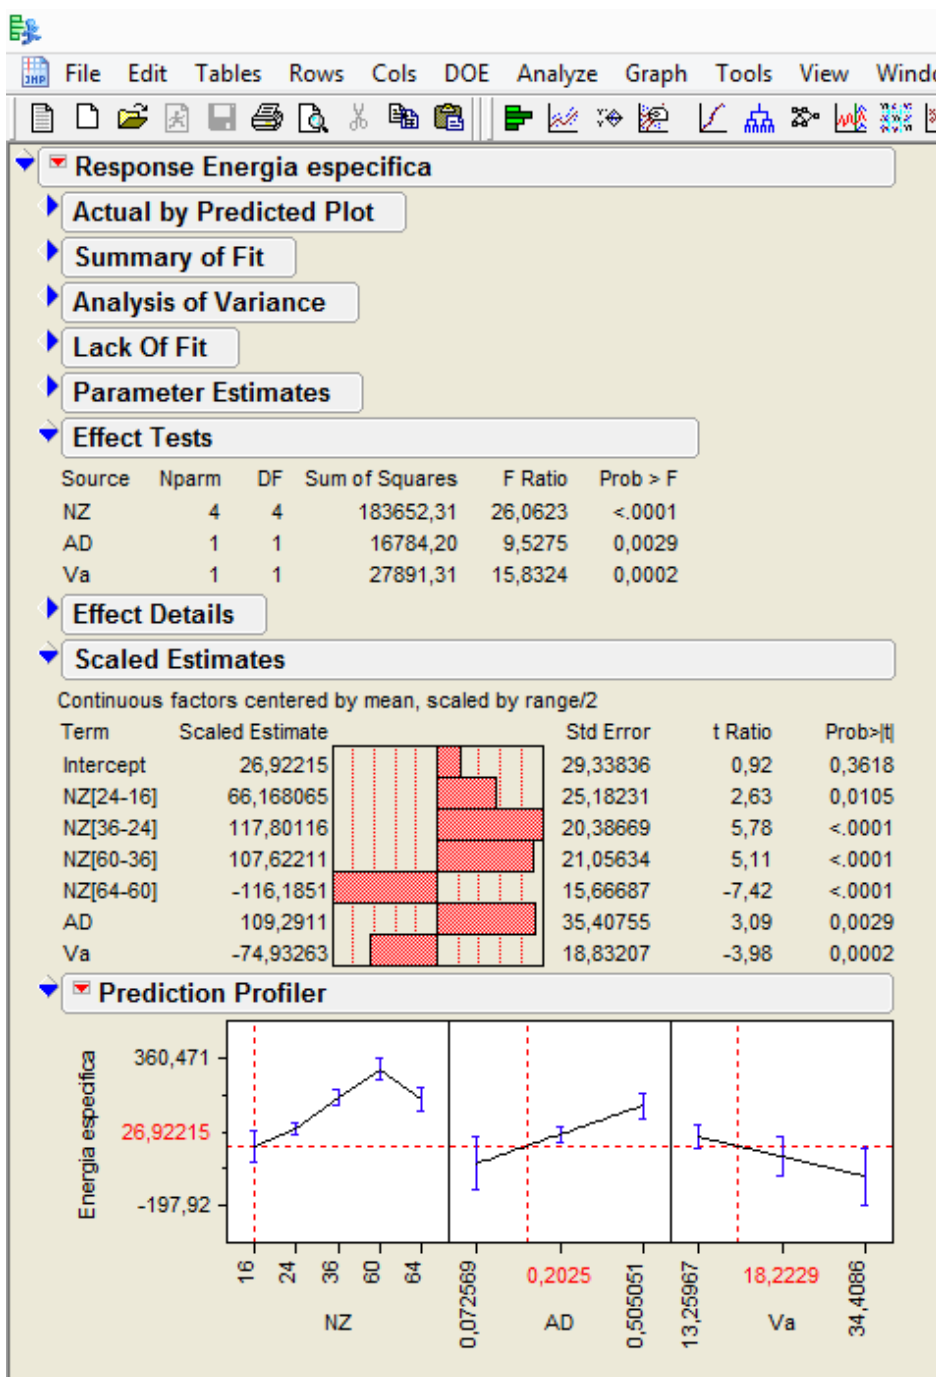 File Edit Tables Rows Cols DOE Analyze Graph Tools View Windo
Response Energia especifica
Actual by Predicted Plot
Summary of Fit
Analysis of Variance
Lack Of Fit
Parameter Estimates
Effect Tests
Source Nparm DF Sum of Squares F Ratio Prob > F
NZ 4 4 183652,31 26,0623 <.0001
AD 1 1 16784,20 9,5275 0,0029
Va 1 1 27891,31 15,8324 0,0002
Effect Details
Scaled Estimates
Continuous factors centered by mean, scaled by range/2
Term Scaled Estimate Std Error t Ratio Prob>|t|
Intercept 26,92215 29,33836 0,92 0,3618
NZ[24-16] 66,168065 25,18231 2,63 0,0105
NZ[36-24] 117,80116 20,38669 5,78 <.0001
NZ[60-36] 107,62211 21,05634 5,11 <.0001
NZ[64-60] -116,1851 15,66687 -7,42 <.0001
AD 109,2911 35,40755 3,09 0,0029
Va -74,93263 18,83207 -3,98 0,0002
Prediction Profiler
Energia especifica
360,471
26,92215
-197,92
16 24 36 60 64 0,072569 0,2025 0,505051 13,25967 18,2229 34,4086
NZ AD Va